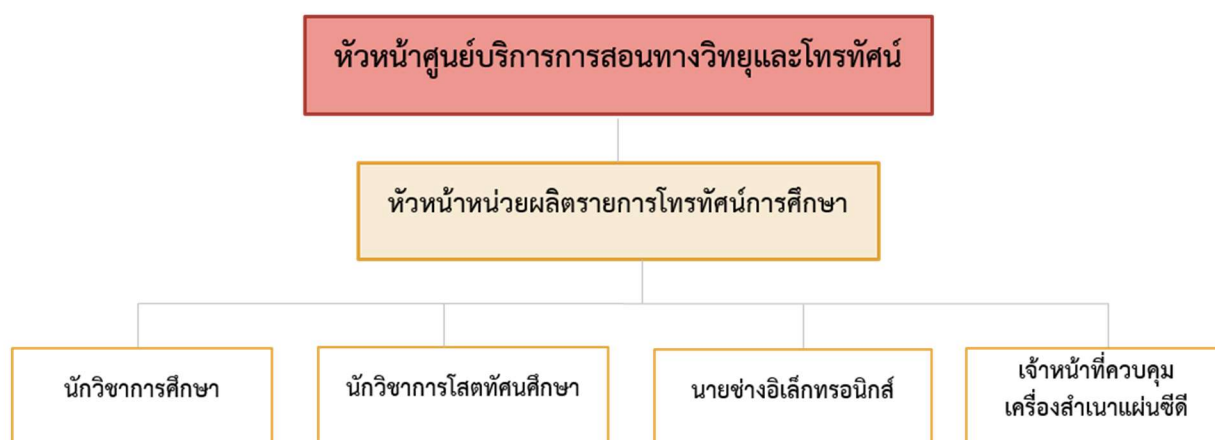 หัวหน้าศูนย์บริการการสอนทางวิทยุและโทรทัศน์
หัวหน้าหน่วยผลิตรายการโทรทัศน์การศึกษา
นักวิชาการศึกษา
นักวิชาการโสตทัศนศึกษา
นายช่างอิเล็กทรอนิกส์
เจ้าหน้าที่ควบคุม
เครื่องสำเนาแผ่นซีดี